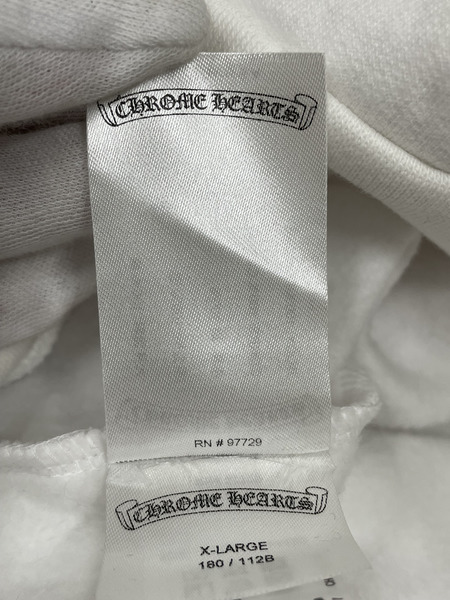 CHROME HEARTS
RN # 97729
CHROME HEARTS
X-LARGE
180 / 112B